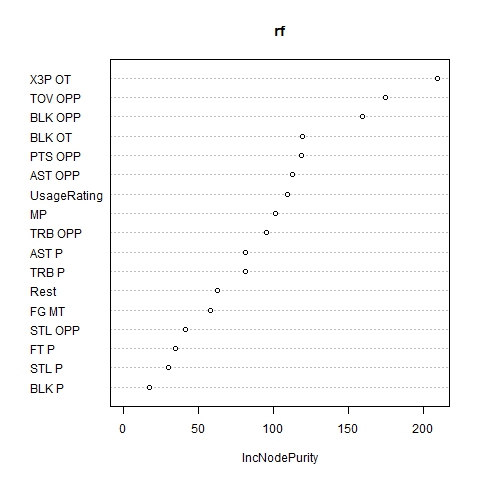 rf
X3P OT
TOV OPP
BLK OPP
BLK OT
PTS OPP
AST OPP
UsageRating
MP
TRB OPP
AST P
TRB P
Rest
FG MT
STL OPP
FT P
STL P
BLK P
0 50 100 150 200
IncNodePurity